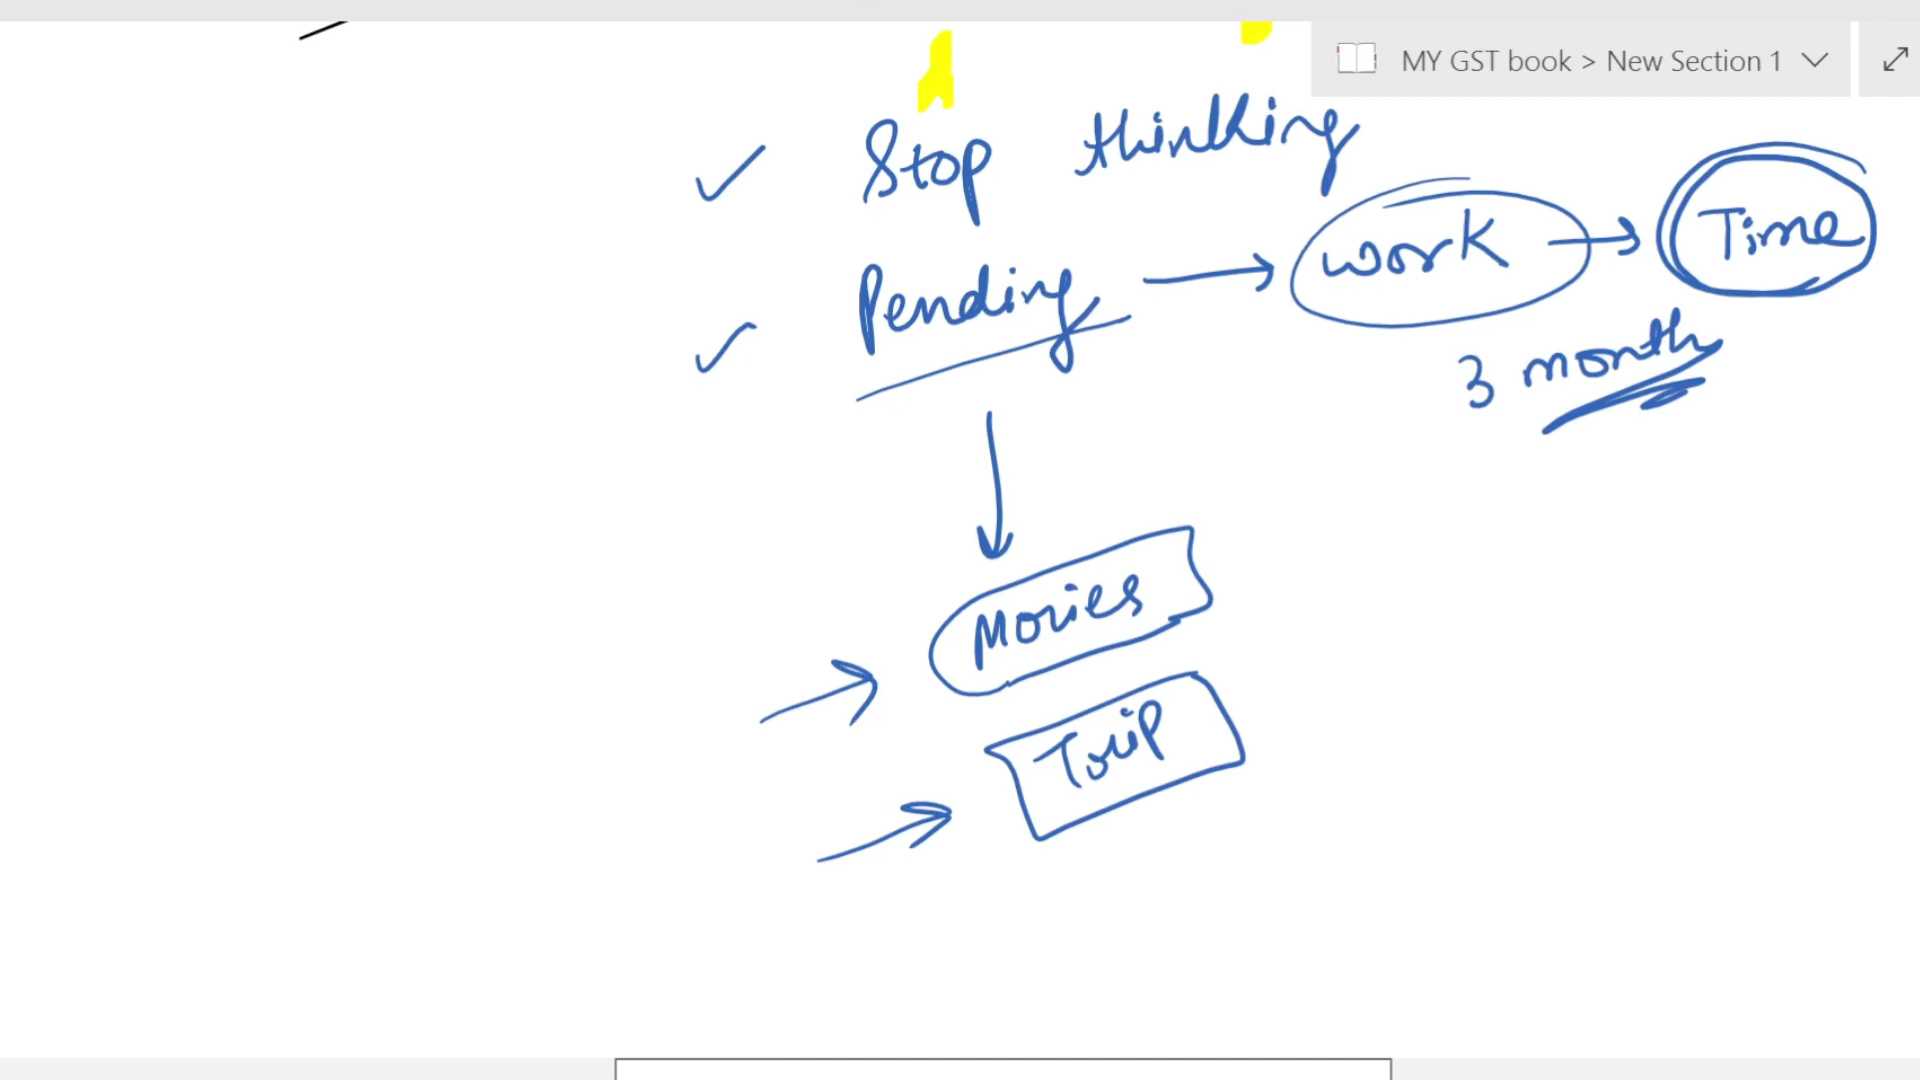 MY GST book > New Section 1
Stop thinking
Pending → work → Time
3 month
Movies
Trip